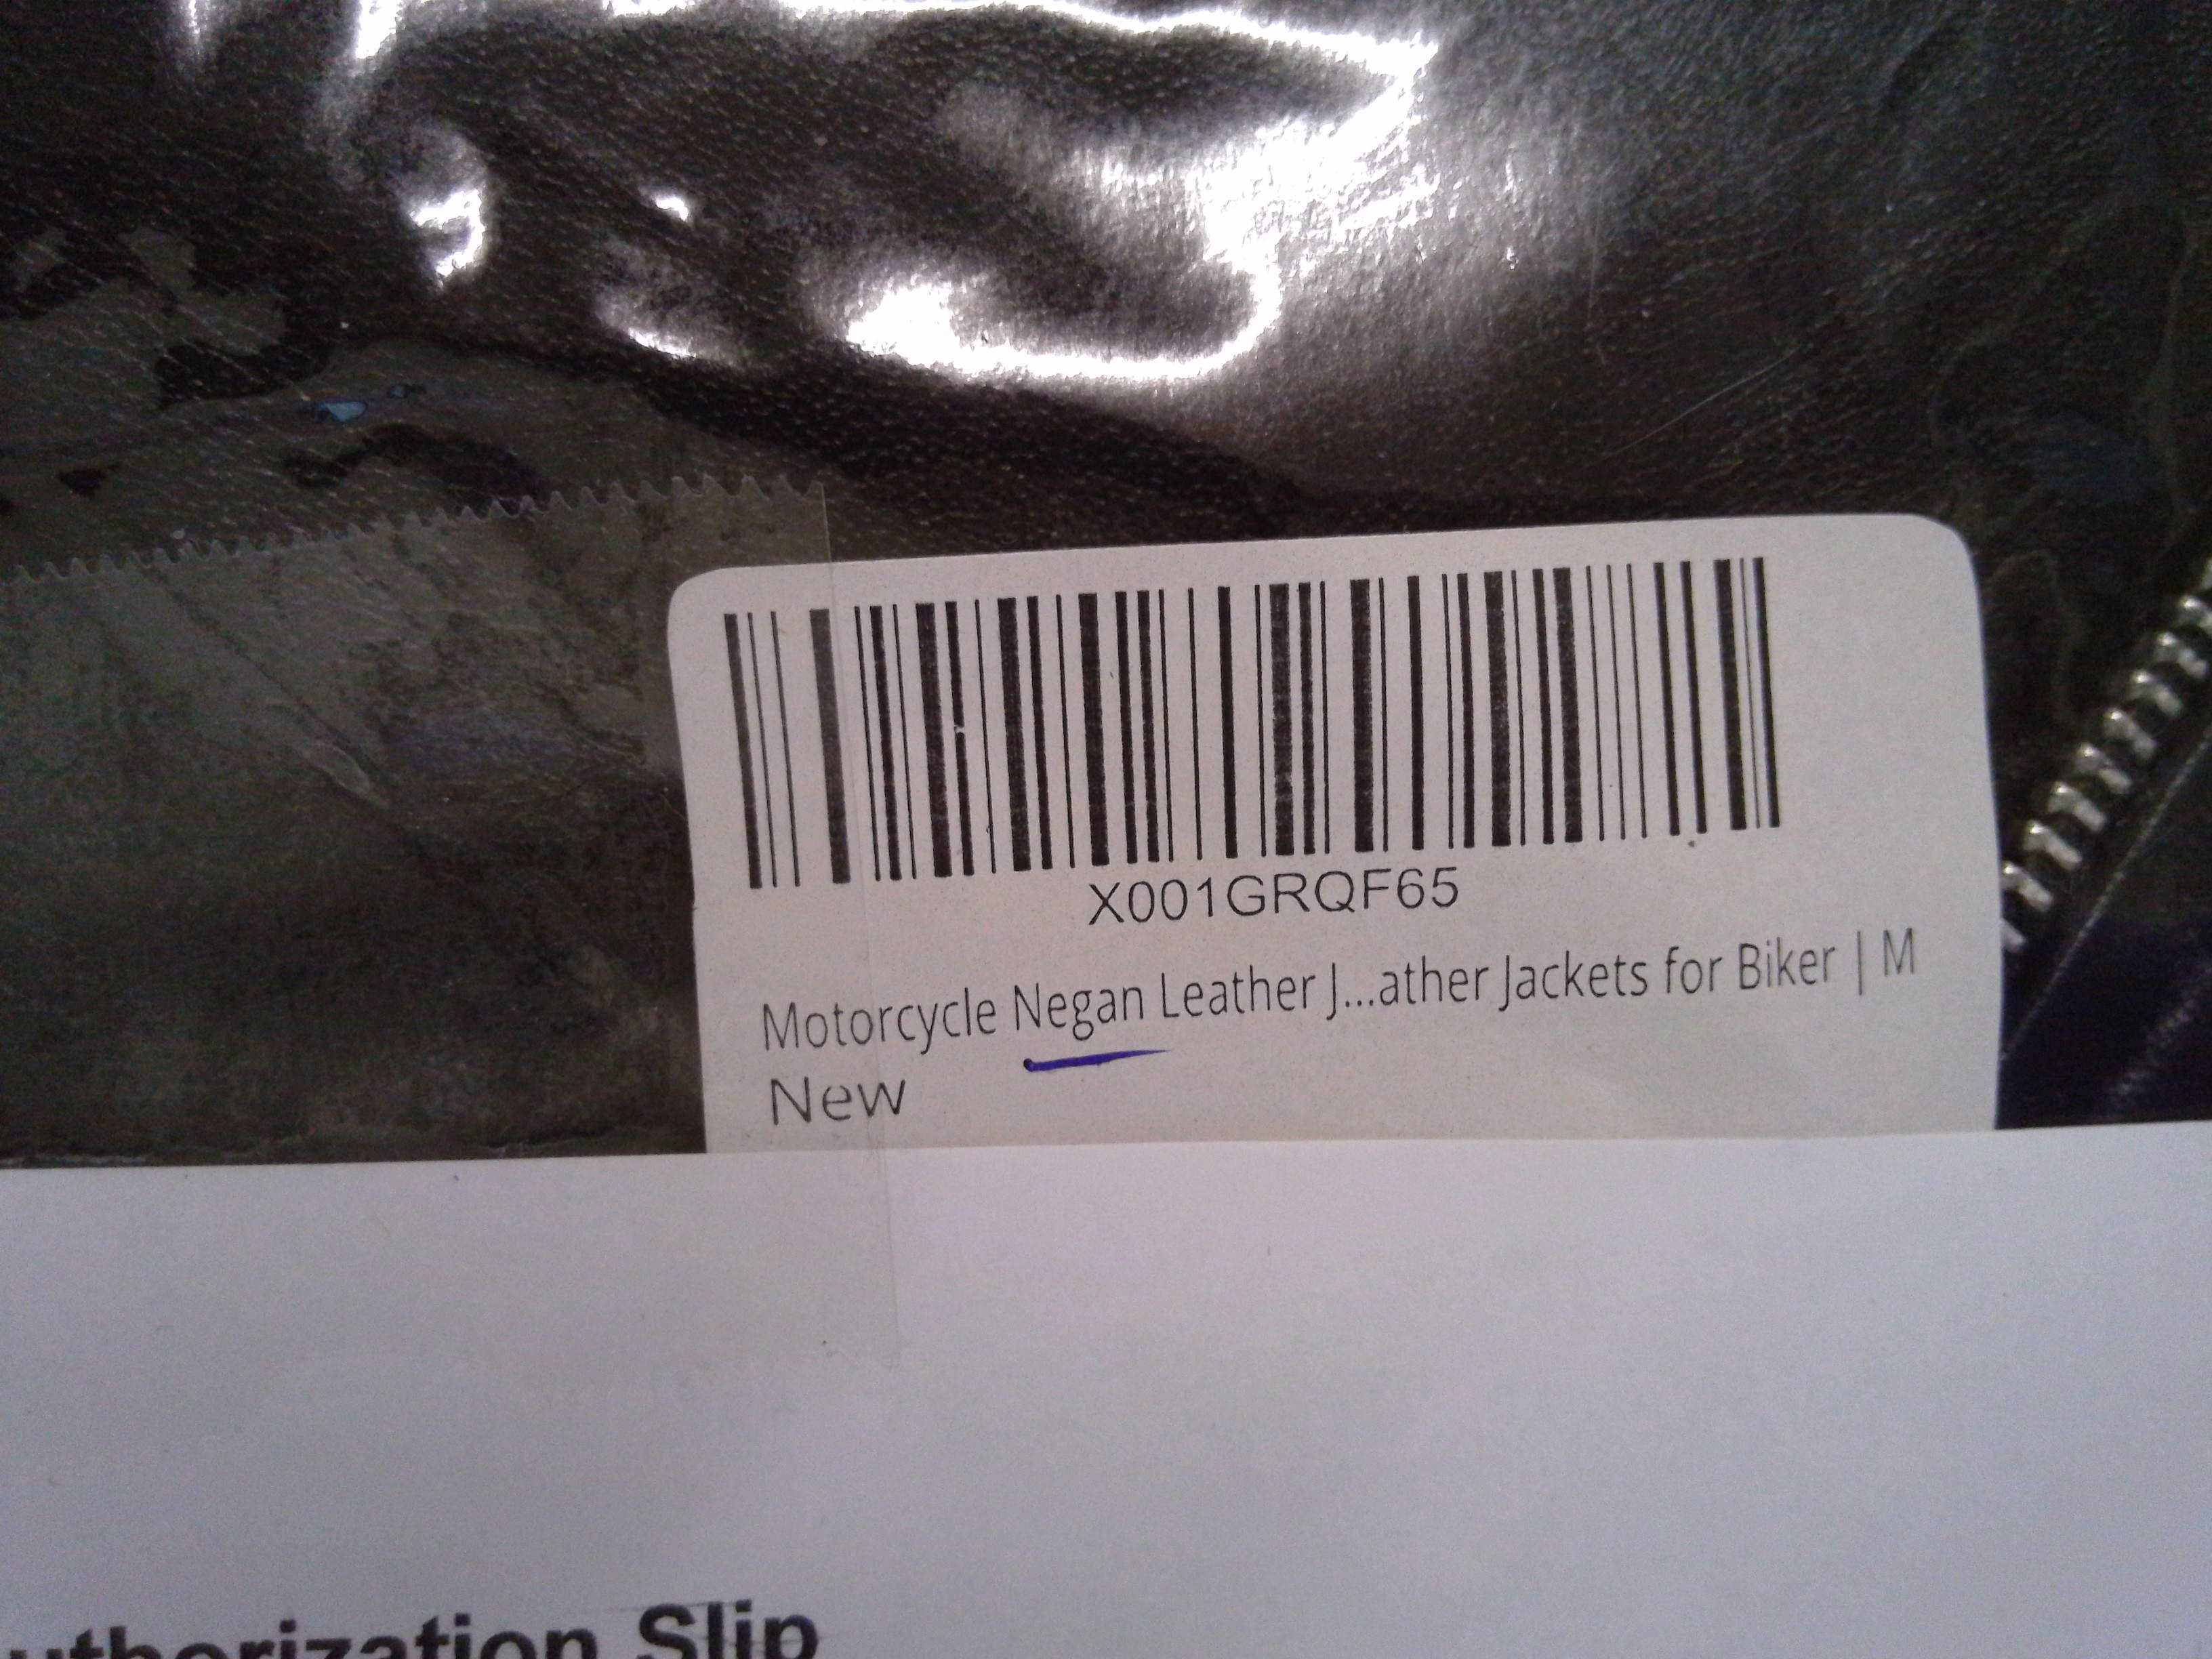 X001GRQF65
Motorcycle Negan Leather J...ather Jackets for Biker | M
New
uthorization Slip